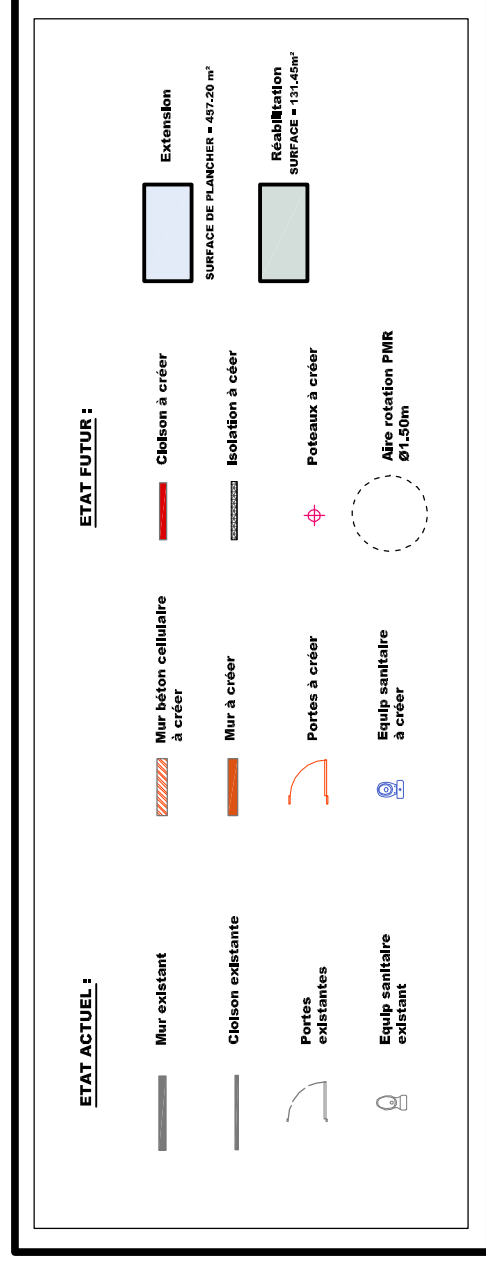 ETAT ACTUEL :
Mur existant
Cloison existante
Portes
existantes
Equip sanitaire
existant
ETAT FUTUR :
Mur béton cellulaire
à créer
Mur à créer
Portes à créer
Equip sanitaire
à créer
Cloison à créer
Isolation à céer
Poteaux à créer
Aire rotation PMR
Ø1.50m
Extension
SURFACE DE PLANCHER = 457.20 m²
Réabilitation
SURFACE = 131.45m²